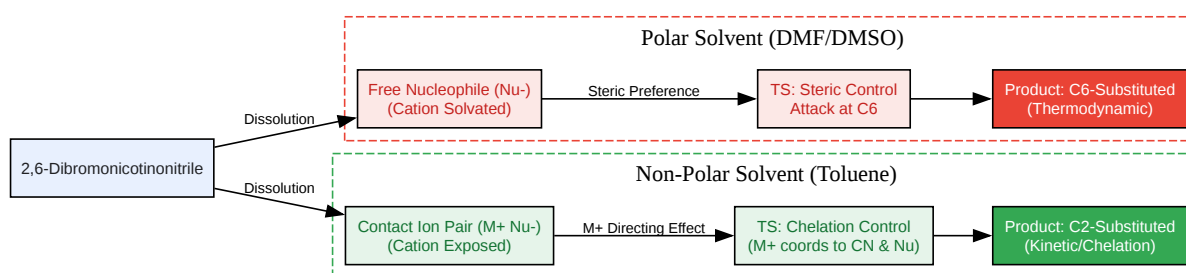 Polar Solvent (DMF/DMSO)
Free Nucleophile (Nu-)
(Cation Solvated)
Steric Preference
TS: Steric Control
Attack at C6
Product: C6-Substituted
(Thermodynamic)
Dissolution
2,6-Dibromonicotinonitrile
Dissolution
Non-Polar Solvent (Toluene)
Contact Ion Pair (M+ Nu-)
(Cation Exposed)
M+ Directing Effect
TS: Chelation Control
(M+ coords to CN & Nu)
Product: C2-Substituted
(Kinetic/Chelation)